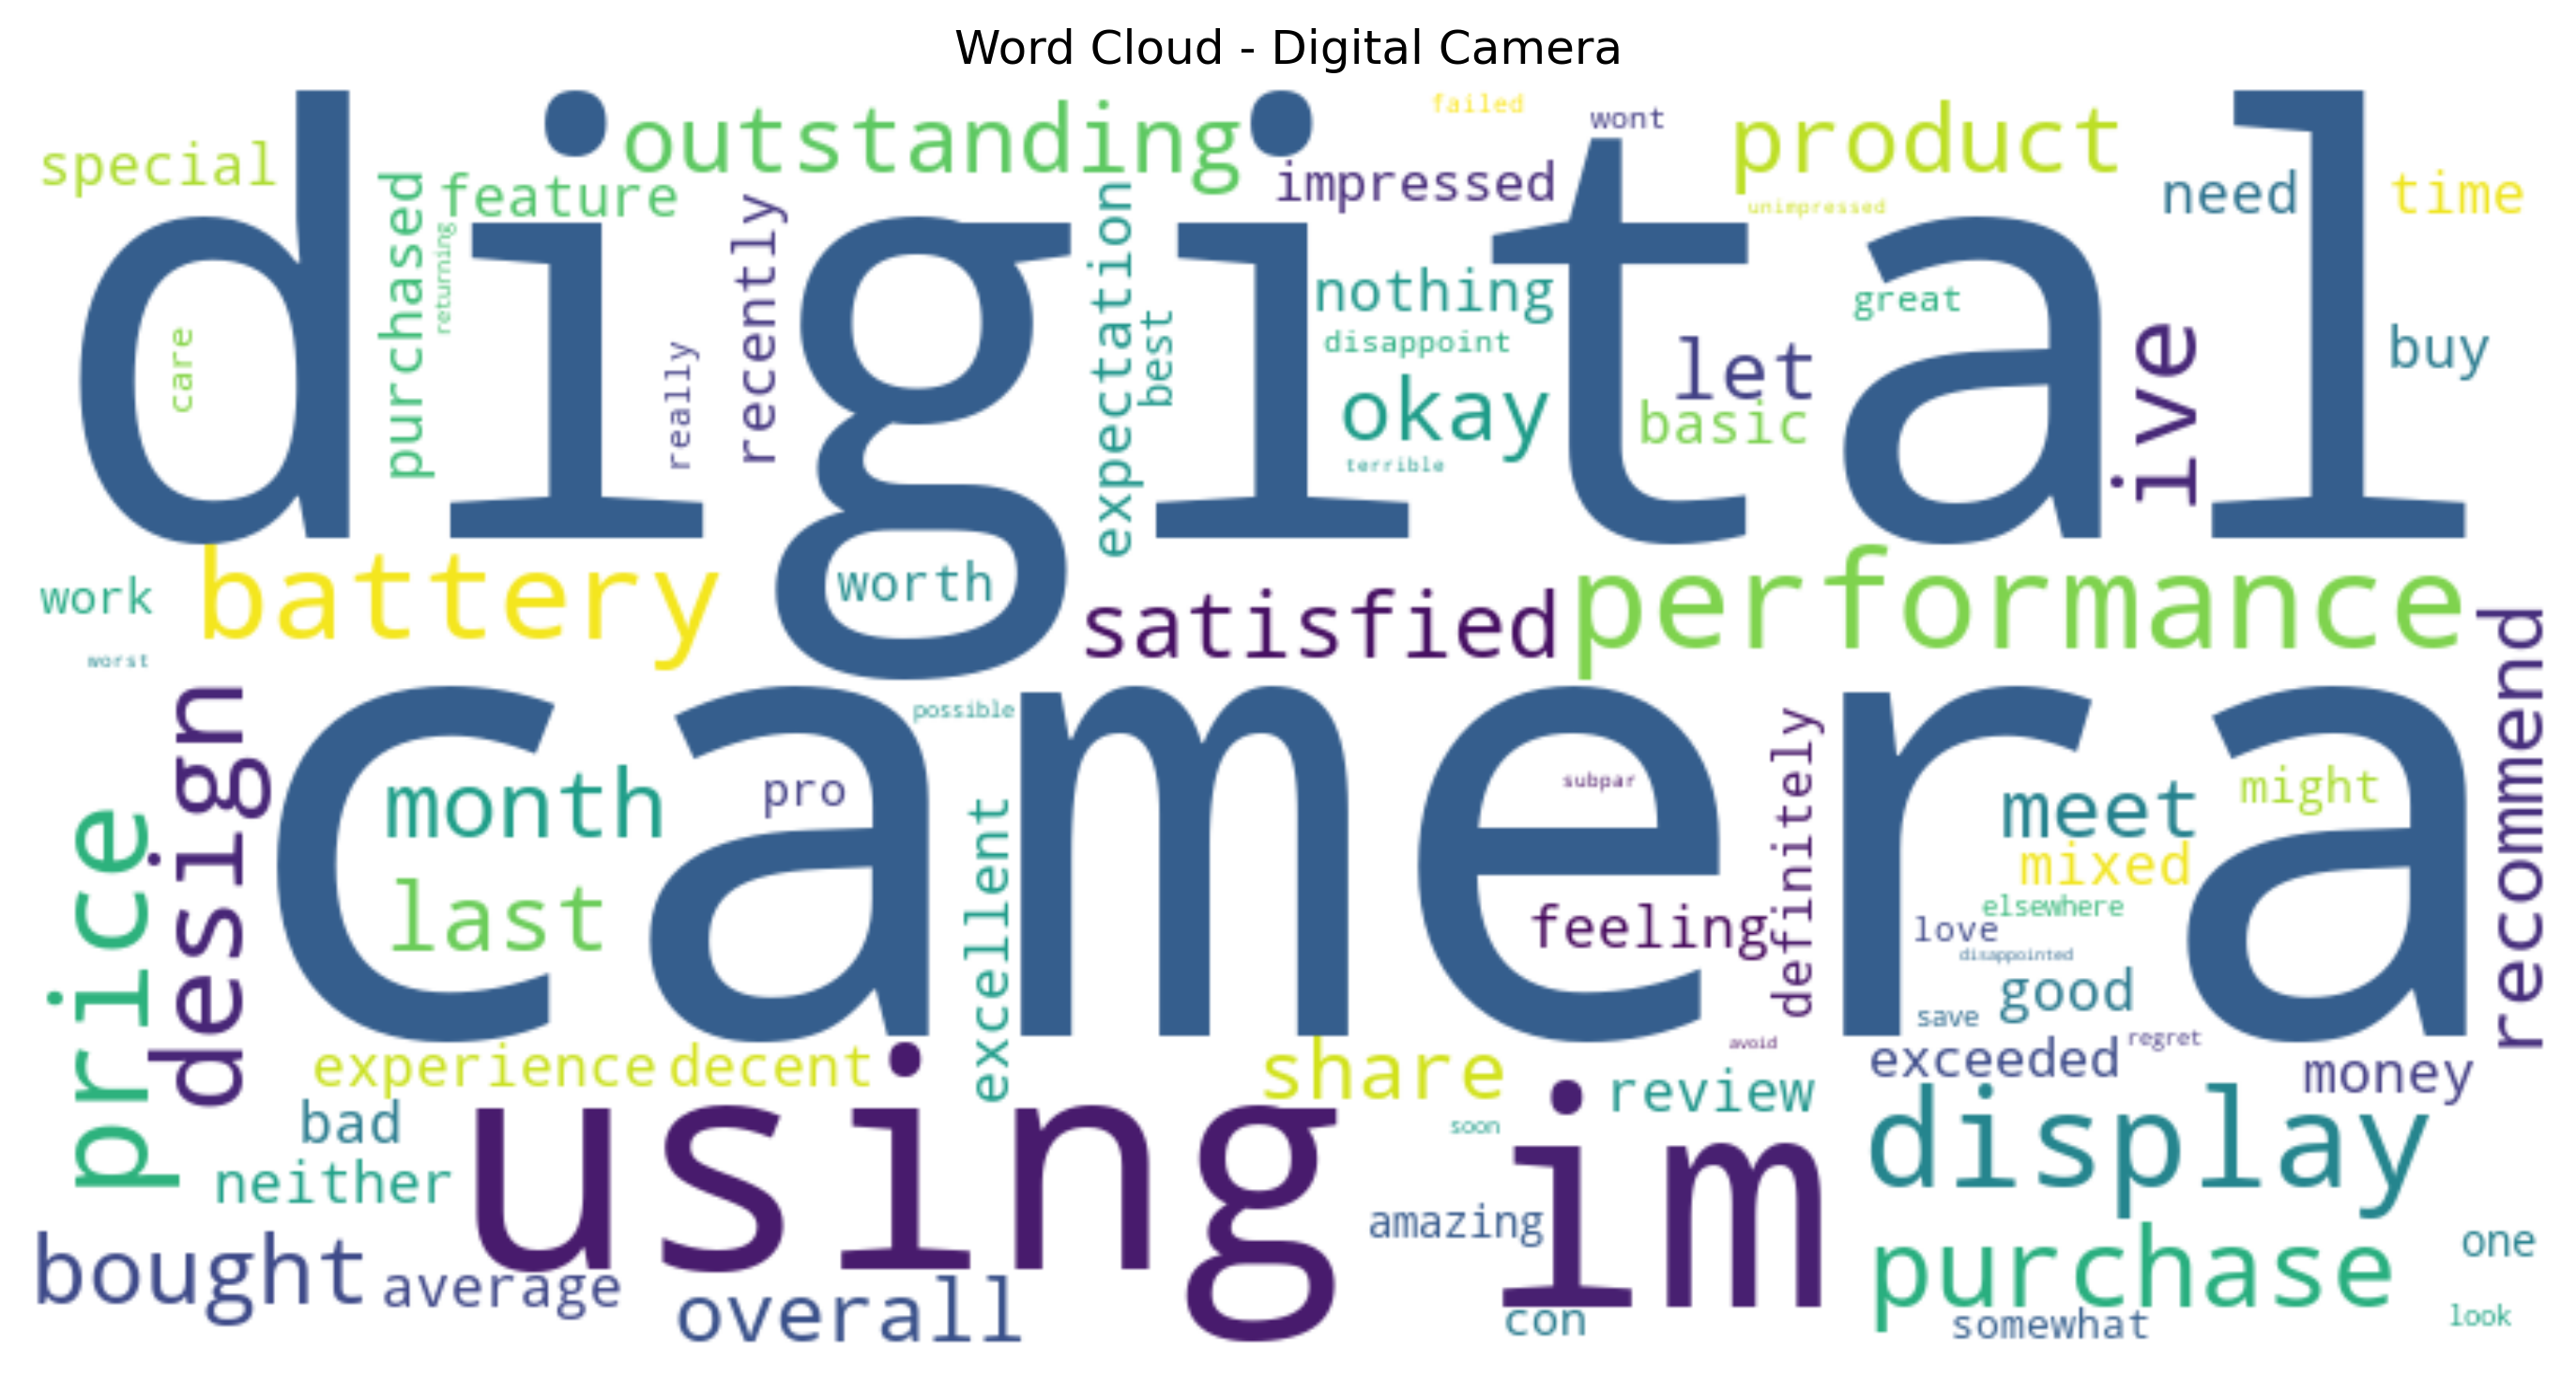 Word Cloud - Digital Camera
digital camera
special
outstanding
failed
wont
product
feature
impressed
unimpressed
need
time
purchased
returning
recently
expectation
nothing
great
care
really
best
disappoint
let
ive
buy
okay
basic
terrible
work
battery
worth
satisfied
performance
worst
recommend
design
possible
month
pro
subpar
definitely
meet
might
price
last
excellent
feeling
mixed
elsewhere
love
disappointed
good
save
regret
experience
decent
share
avoid
exceeded
money
bad
using
soon
review
display
neither
im
bought
average
overall
amazing
con
purchase
one
somewhat
look